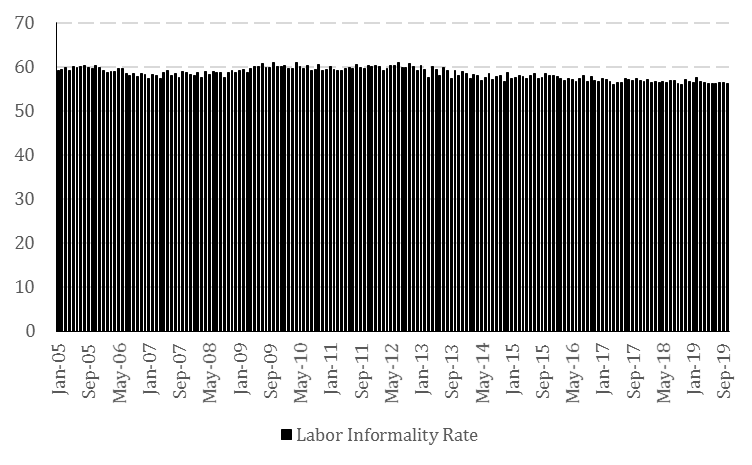 70
60
50
40
30
20
10
0
Jan-05
Sep-05
May-06
Jan-07
Sep-07
May-08
Jan-09
Sep-09
May-10
Jan-11
Sep-11
May-12
Jan-13
Sep-13
May-14
Jan-15
Sep-15
May-16
Jan-17
Sep-17
May-18
Jan-19
Sep-19
Labor Informality Rate